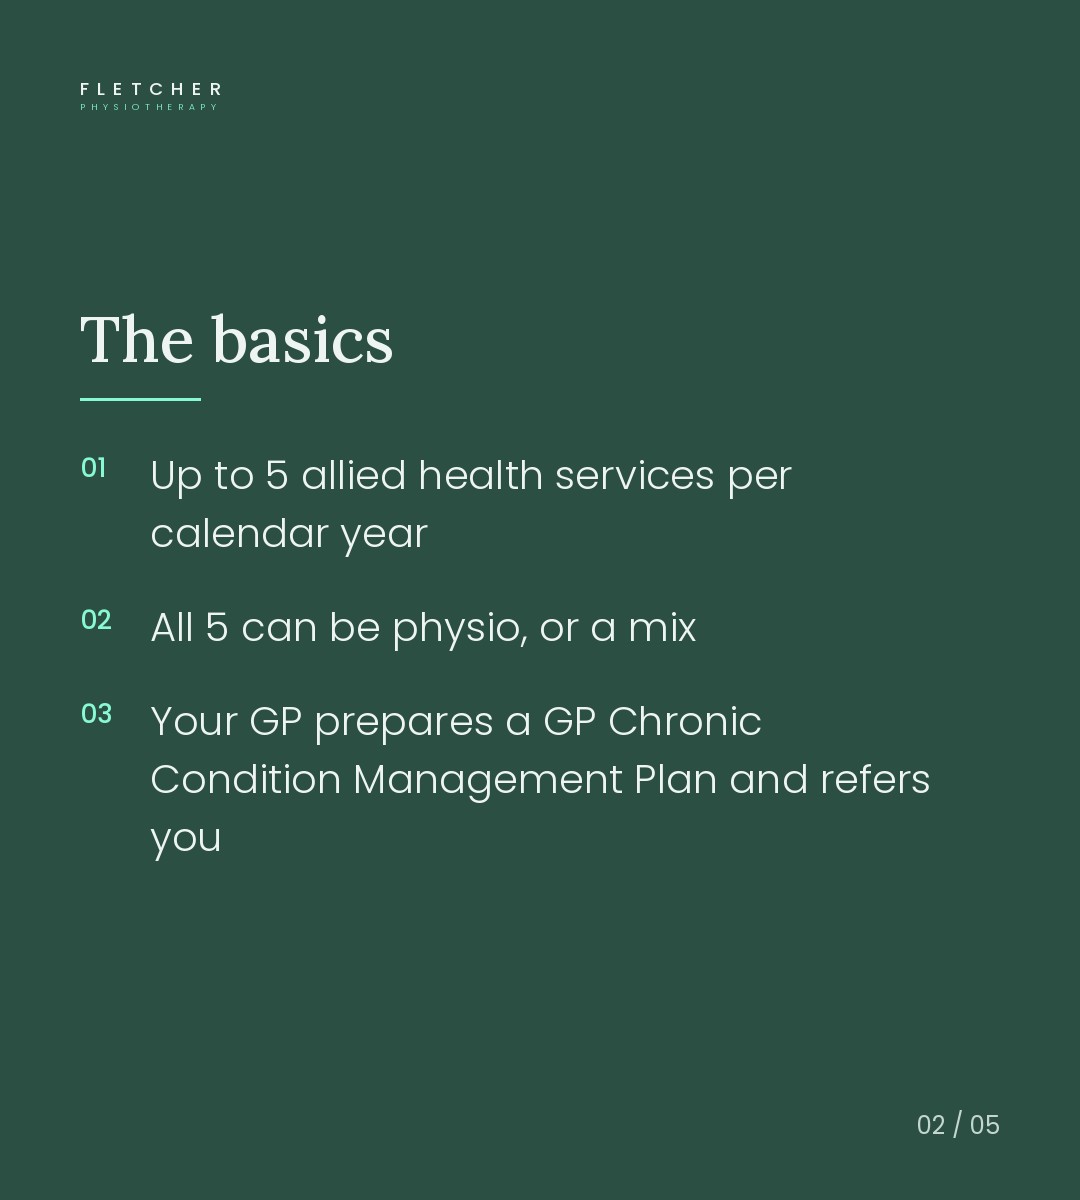 FLETCHER
PHYSIOTHERAPY
The basics
01 Up to 5 allied health services per
calendar year
02 All 5 can be physio, or a mix
03 Your GP prepares a GP Chronic
Condition Management Plan and refers
you
02 / 05